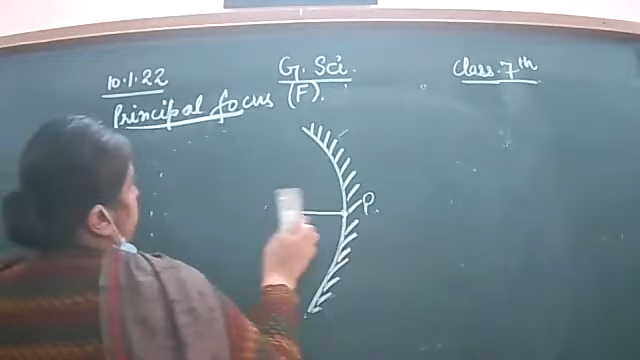 10.1.22
G. Sci.
Class. 7th
Principal focus (F).
P.